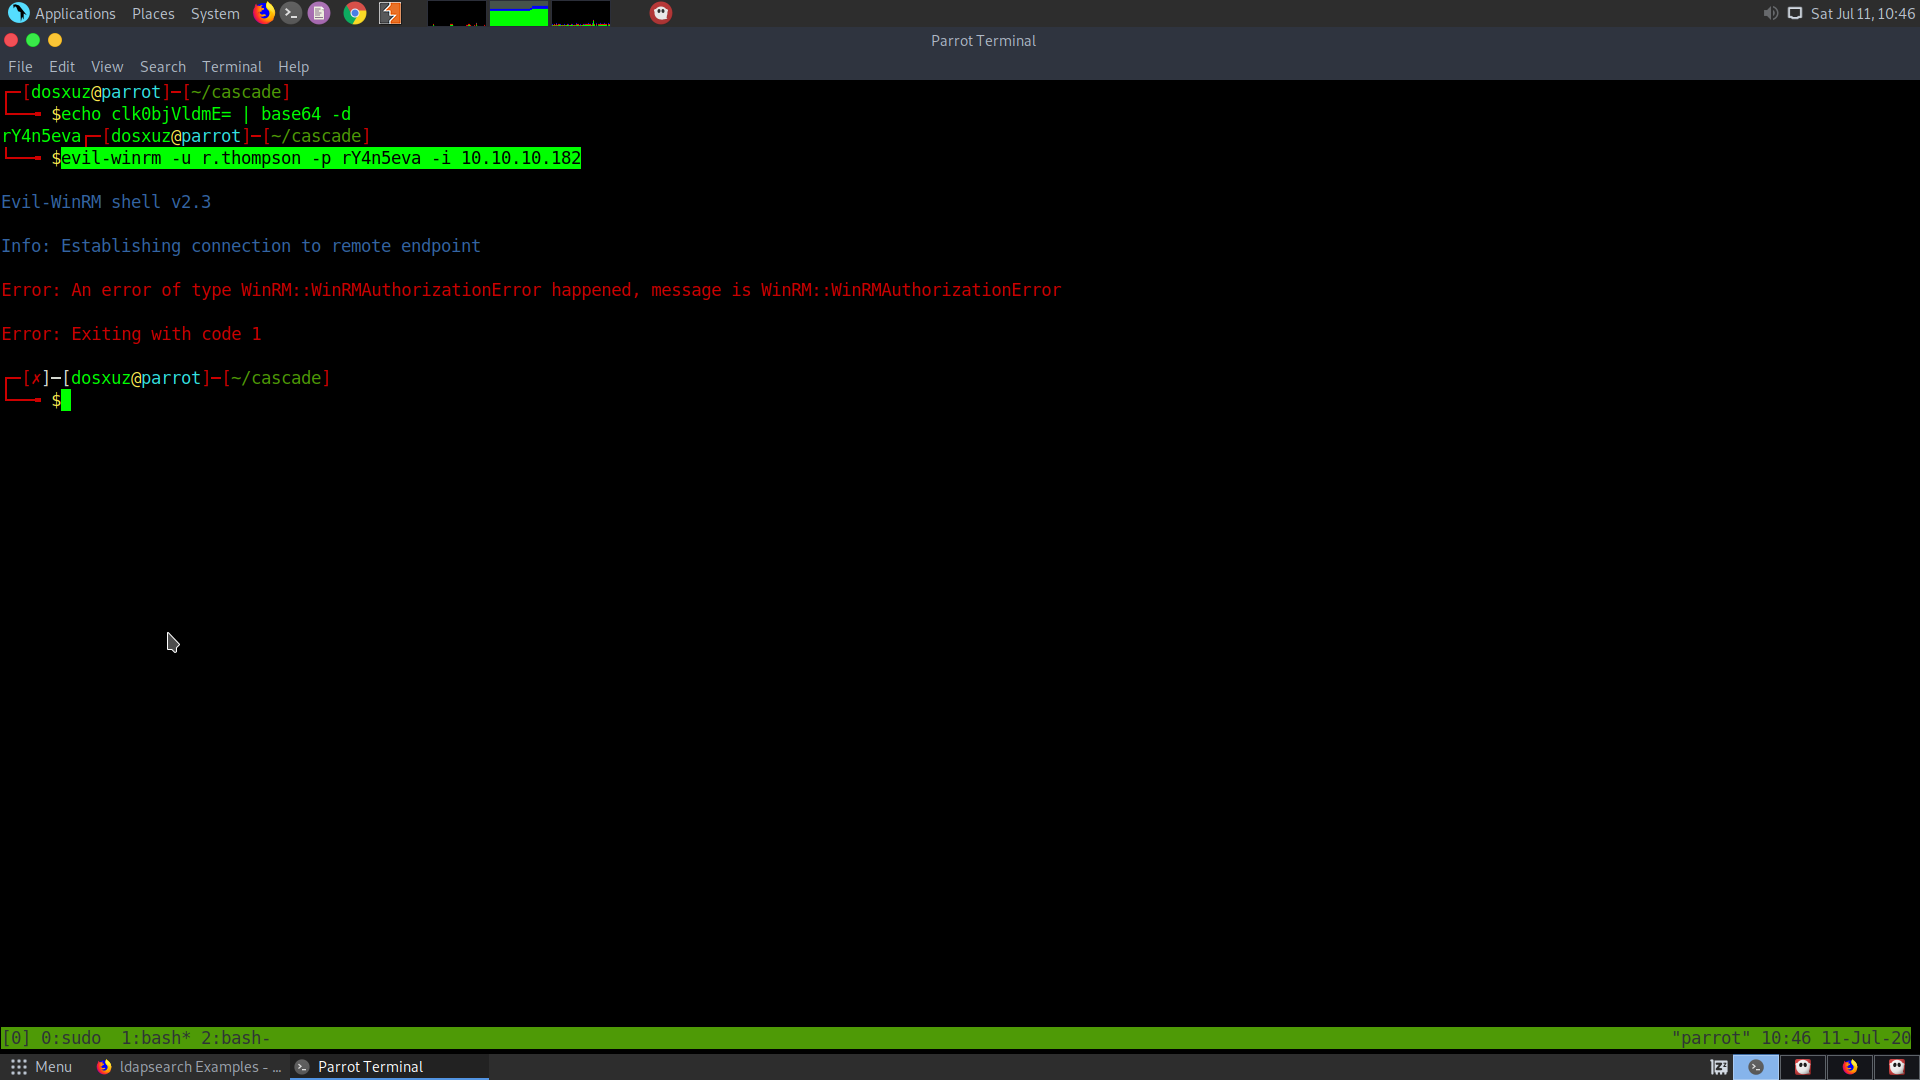 Applications Places System Sat Jul 11, 10:46
Parrot Terminal
File Edit View Search Terminal Help
┌─[dosxuz@parrot]─[~/cascade]
└──╼ $echo clk0bjVldmE= | base64 -d
rY4n5eva┌─[dosxuz@parrot]─[~/cascade]
└──╼ $evil-winrm -u r.thompson -p rY4n5eva -i 10.10.10.182
Evil-WinRM shell v2.3
Info: Establishing connection to remote endpoint
Error: An error of type WinRM::WinRMAuthorizationError happened, message is WinRM::WinRMAuthorizationError
Error: Exiting with code 1
┌─[✗]─[dosxuz@parrot]─[~/cascade]
└──╼ $
[0] 0:sudo 1:bash* 2:bash- "parrot" 10:46 11-Jul-20
Menu ldapsearch Examples - ... Parrot Terminal